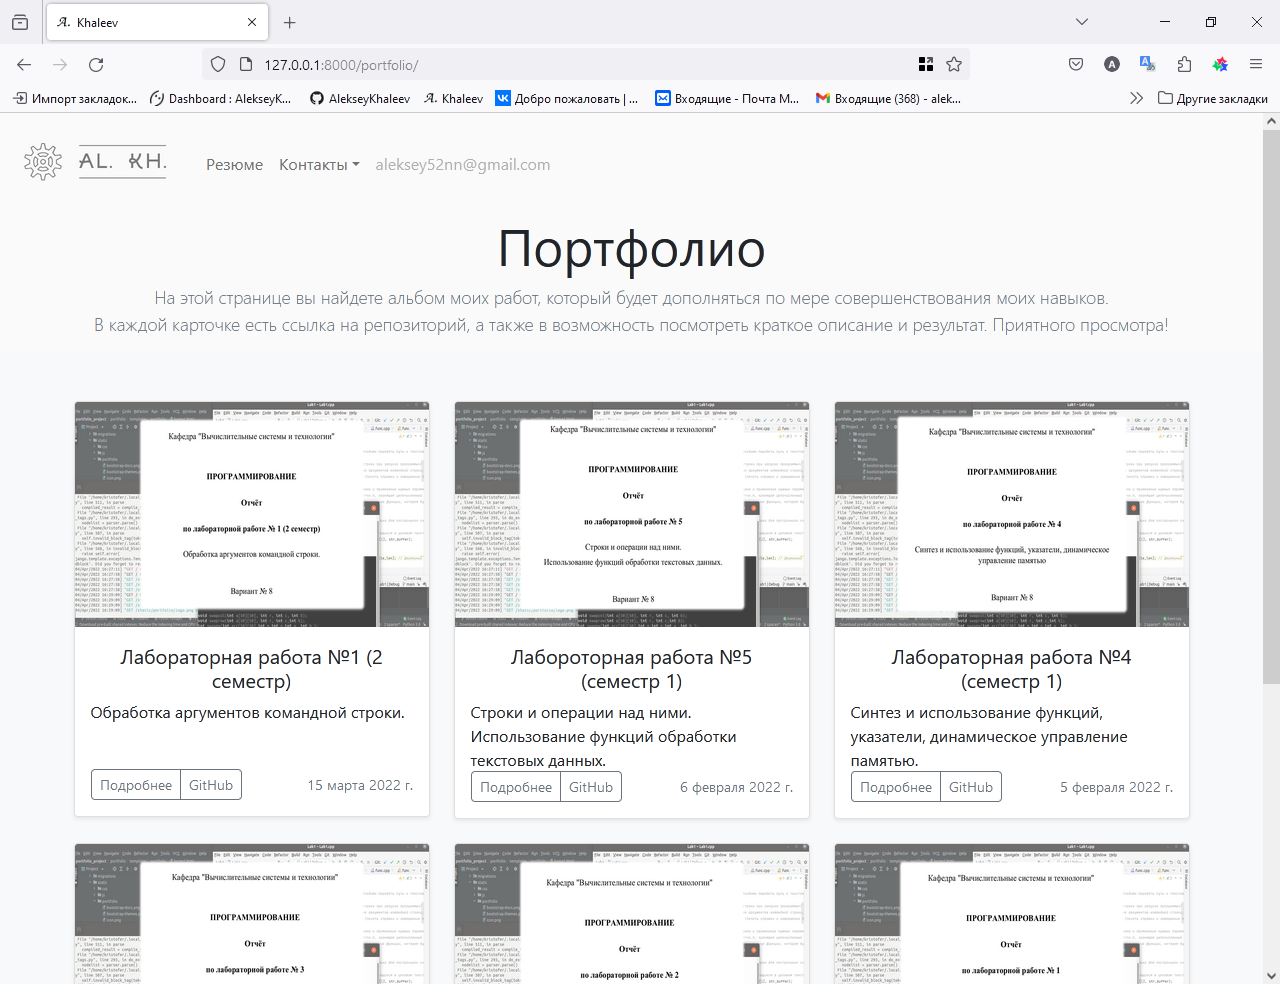 Khaleev
127.0.0.1:8000/portfolio/
Импорт закладок...
Dashboard : AlekseyK...
AlekseyKhaleev
Khaleev
Добро пожаловать | ...
Входящие - Почта M...
Входящие (368) - alek...
Другие закладки
AL. KH.
Резюме
Контакты
aleksey52nn@gmail.com
Портфолио
На этой странице вы найдете альбом моих работ, который будет дополняться по мере совершенствования моих навыков.
В каждой карточке есть ссылка на репозиторий, а также в возможность посмотреть краткое описание и результат. Приятного просмотра!
Кафедра "Вычислительные системы и технологии"
ПРОГРАММИРОВАНИЕ
Отчёт
по лабораторной работе № 1 (2 семестр)
Обработка аргументов командной строки.
Вариант № 8
Лабораторная работа №1 (2
семестр)
Обработка аргументов командной строки.
Подробнее
GitHub
15 марта 2022 г.
Кафедра "Вычислительные системы и технологии"
ПРОГРАММИРОВАНИЕ
Отчёт
по лабораторной работе № 5
Строки и операции над ними.
Использование функций обработки текстовых данных.
Вариант № 8
Лабороторная работа №5
(семестр 1)
Строки и операции над ними.
Использование функций обработки
текстовых данных.
Подробнее
GitHub
6 февраля 2022 г.
Кафедра "Вычислительные системы и технологии"
ПРОГРАММИРОВАНИЕ
Отчёт
по лабораторной работе № 4
Синтез и использование функций, указатели, динамическое
управление памятью
Вариант № 8
Лабораторная работа №4
(семестр 1)
Синтез и использование функций,
указатели, динамическое управление
памятью.
Подробнее
GitHub
5 февраля 2022 г.
Кафедра "Вычислительные системы и технологии"
ПРОГРАММИРОВАНИЕ
Отчёт
по лабораторной работе № 3
Кафедра "Вычислительные системы и технологии"
ПРОГРАММИРОВАНИЕ
Отчёт
по лабораторной работе № 2
Кафедра "Вычислительные системы и технологии"
ПРОГРАММИРОВАНИЕ
Отчёт
по лабораторной работе № 1